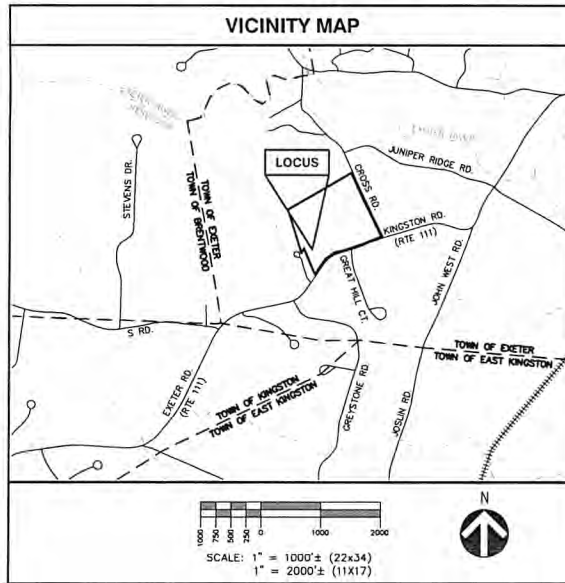 VICINITY MAP
STEVENS DR.
TOWN OF EXETER
TOWN OF BRENTWOOD
LOCUS
JUNIPER RIDGE RD.
CROSS RD.
KINGSTON RD.
(RTE 111)
GREAT HILL CT.
JOHN WEST RD.
S RD.
EXETER RD.
(RTE 111)
TOWN OF KINGSTON
TOWN OF EAST KINGSTON
GREYSTONE RD.
TOWN OF EXETER
TOWN OF EAST KINGSTON
JOSLIN RD.
1000
750
500
250
0
1000
2000
SCALE: 1" = 1000'± (22x34)
1" = 2000'± (11X17)
N